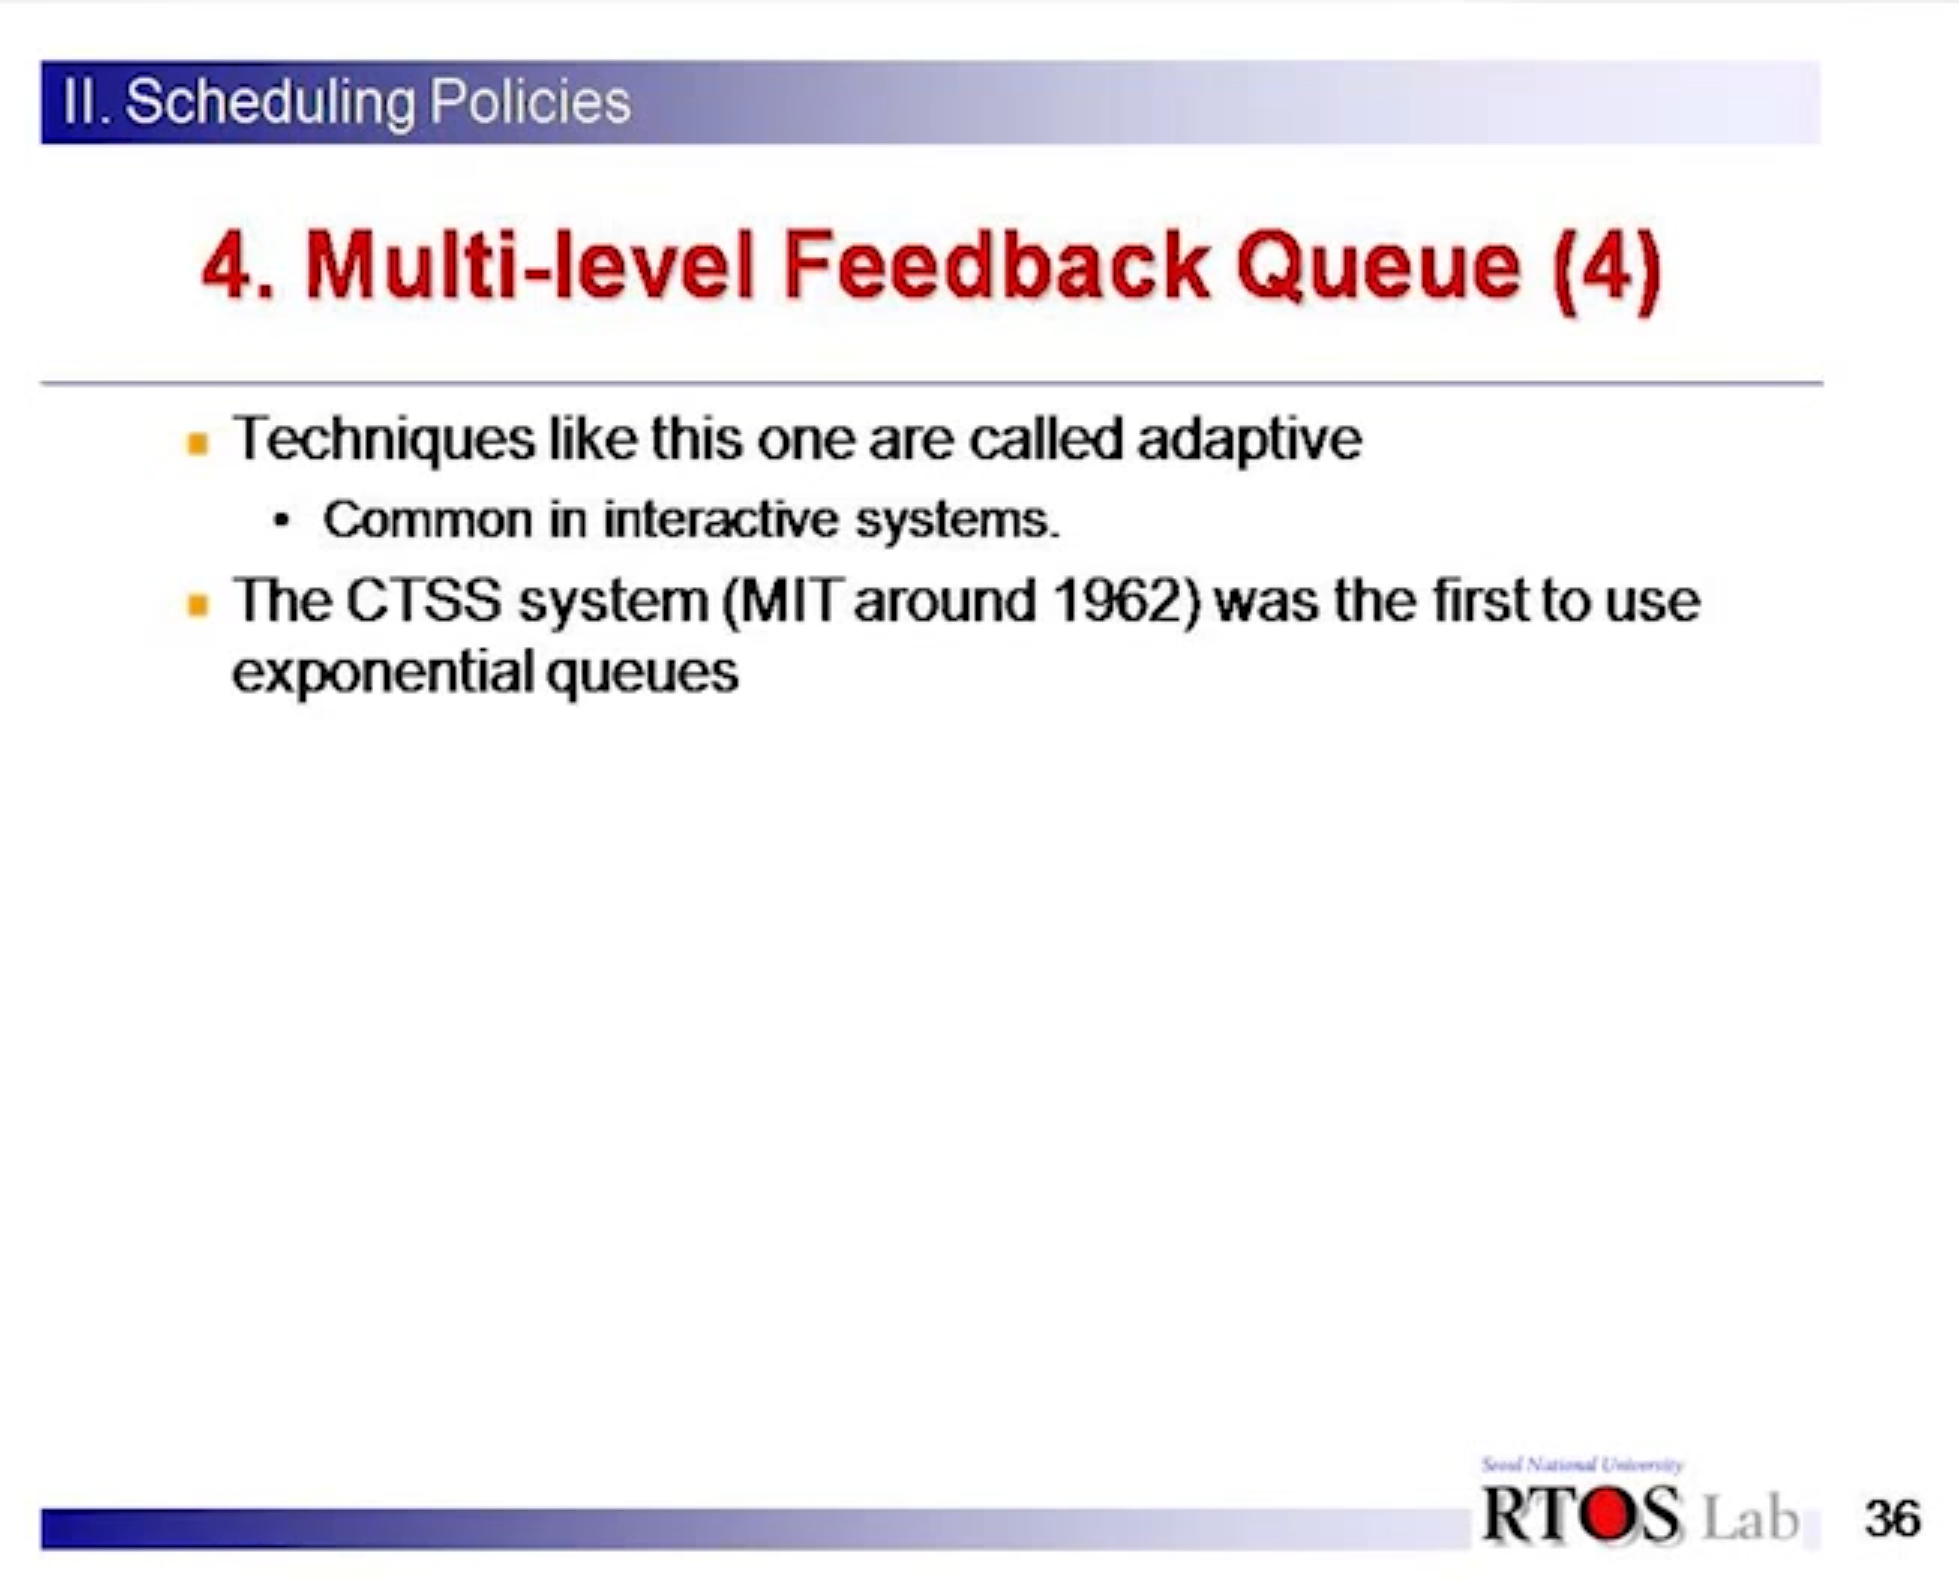 II. Scheduling Policies
4. Multi-level Feedback Queue (4)
▪ Techniques like this one are called adaptive
• Common in interactive systems.
▪ The CTSS system (MIT around 1962) was the first to use
exponential queues
Seoul National University
RTOS Lab
36